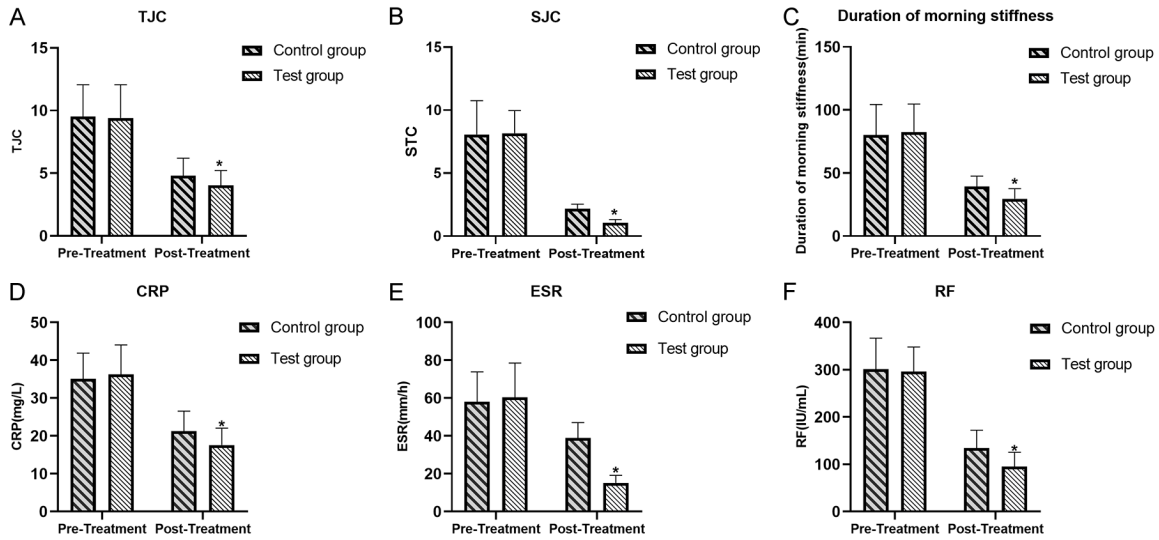 A
TJC
Control group
Test group
TJC
15
10
5
0
*
Pre-Treatment Post-Treatment
B
SJC
Control group
Test group
STC
15
10
5
0
*
Pre-Treatment Post-Treatment
C
Duration of morning stiffness
Control group
Test group
Duration of morning stiffness(min)
150
100
50
0
*
Pre-Treatment Post-Treatment
D
CRP
Control group
Test group
CRP(mg/L)
50
40
30
20
10
0
*
Pre-Treatment Post-Treatment
E
ESR
Control group
Test group
ESR(mm/h)
100
80
60
40
20
0
*
Pre-Treatment Post-Treatment
F
RF
Control group
Test group
RF(IU/mL)
400
300
200
100
0
*
Pre-Treatment Post-Treatment